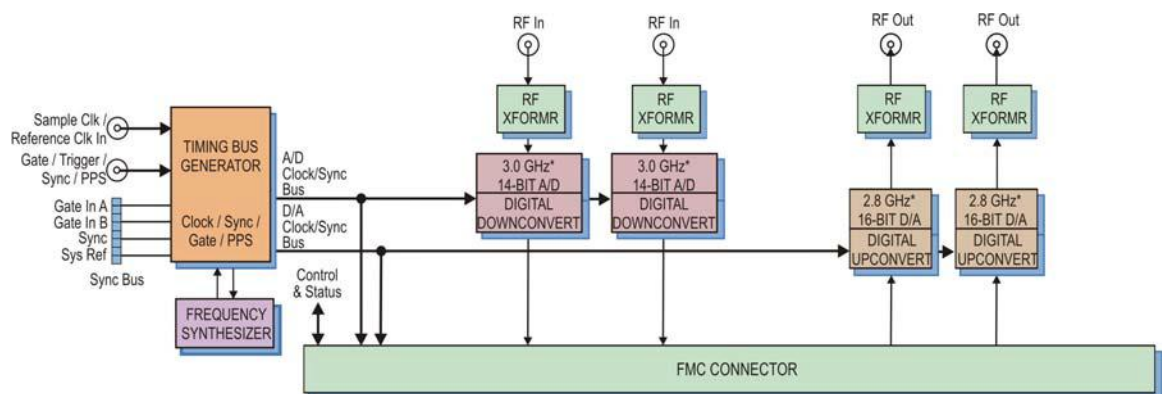 RF In
RF In
RF Out
RF Out
Sample Clk /
Reference Clk In
Gate / Trigger /
Sync / PPS
Gate In A
Gate In B
Sync
Sys Ref
Sync Bus
TIMING BUS
GENERATOR
Clock / Sync /
Gate / PPS
FREQUENCY
SYNTHESIZER
A/D
Clock/Sync
Bus
D/A
Clock/Sync
Bus
Control
& Status
RF
XFORMR
RF
XFORMR
RF
XFORMR
RF
XFORMR
3.0 GHz*
14-BIT A/D
DIGITAL
DOWNCONVERT
3.0 GHz*
14-BIT A/D
DIGITAL
DOWNCONVERT
2.8 GHz*
16-BIT D/A
DIGITAL
UPCONVERT
2.8 GHz*
16-BIT D/A
DIGITAL
UPCONVERT
FMC CONNECTOR